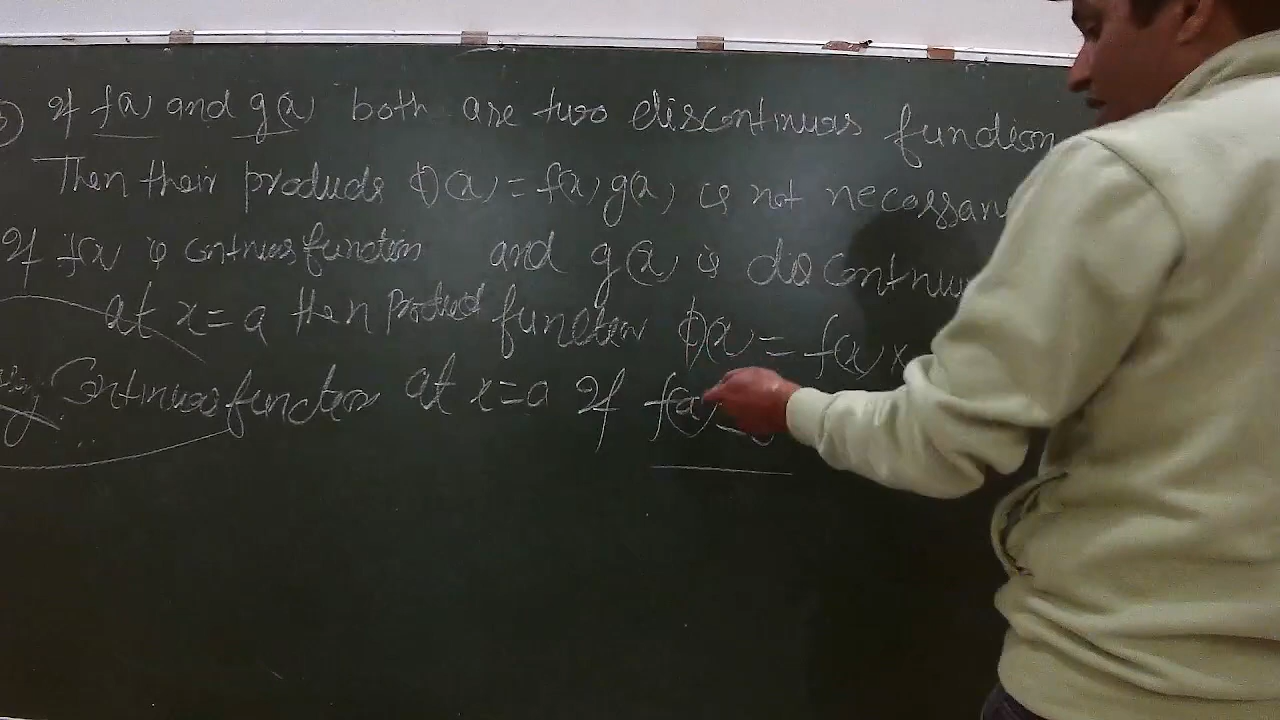 If f(x) and g(x) both are two discontinuous function
Then their products φ(x) = f(x) g(x) is not necessar
If f(x) is continuous function and g(x) is discontinu
at x=a then product function φ(x) = f(x) x
Continuous function at x=a If f(a) =